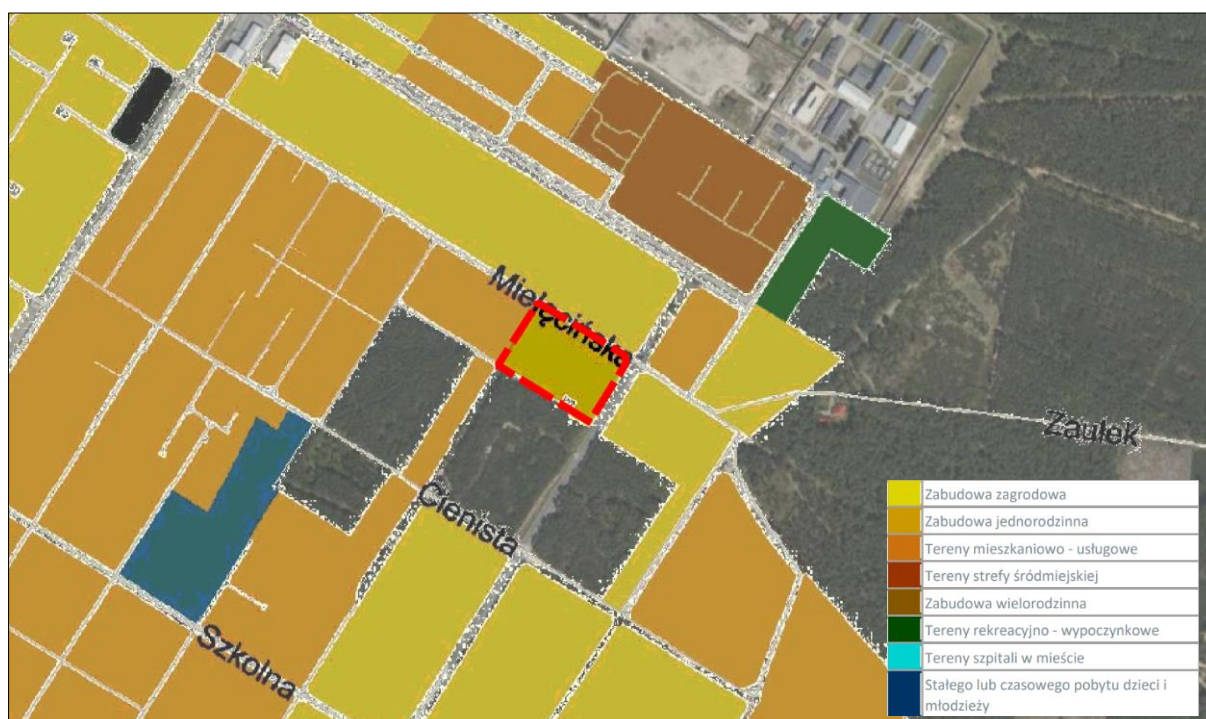 Mielęcińska
Zaułek
Cienista
Szkolna
Zabudowa zagrodowa
Zabudowa jednorodzinna
Tereny mieszkaniowo - usługowe
Tereny strefy śródmiejskiej
Zabudowa wielorodzinna
Tereny rekreacyjno - wypoczynkowe
Tereny szpitali w mieście
Stałego lub czasowego pobytu dzieci i
młodzieży